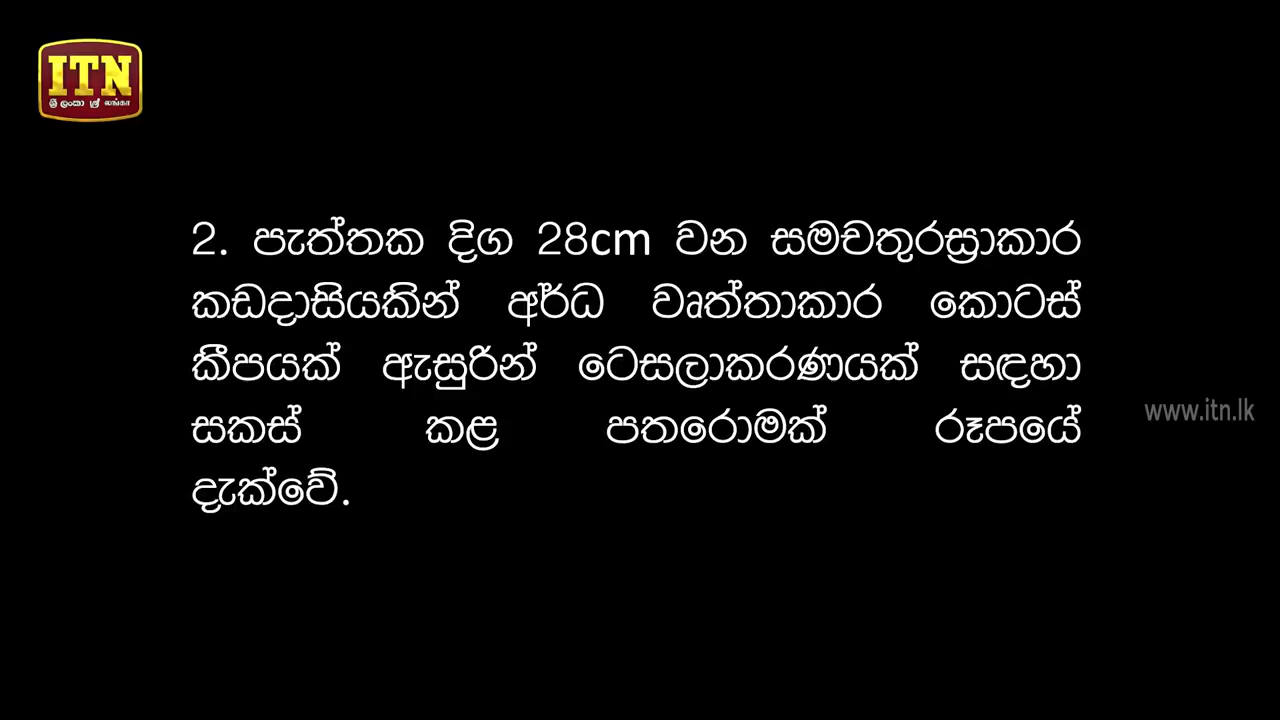 ITN
ශ්‍රී ලංකා ஸ்ரீ லங்கா
2. පැත්තක දිග 28cm වන සමචතුරස්‍රාකාර
කඩදාසියකින් අර්ධ වෘත්තාකාර කොටස්
කීපයක් ඇසුරින් ටෙසලාකරණයක් සඳහා
සකස් කළ පතරොමක් රූපයේ
දැක්වේ.
www.itn.lk